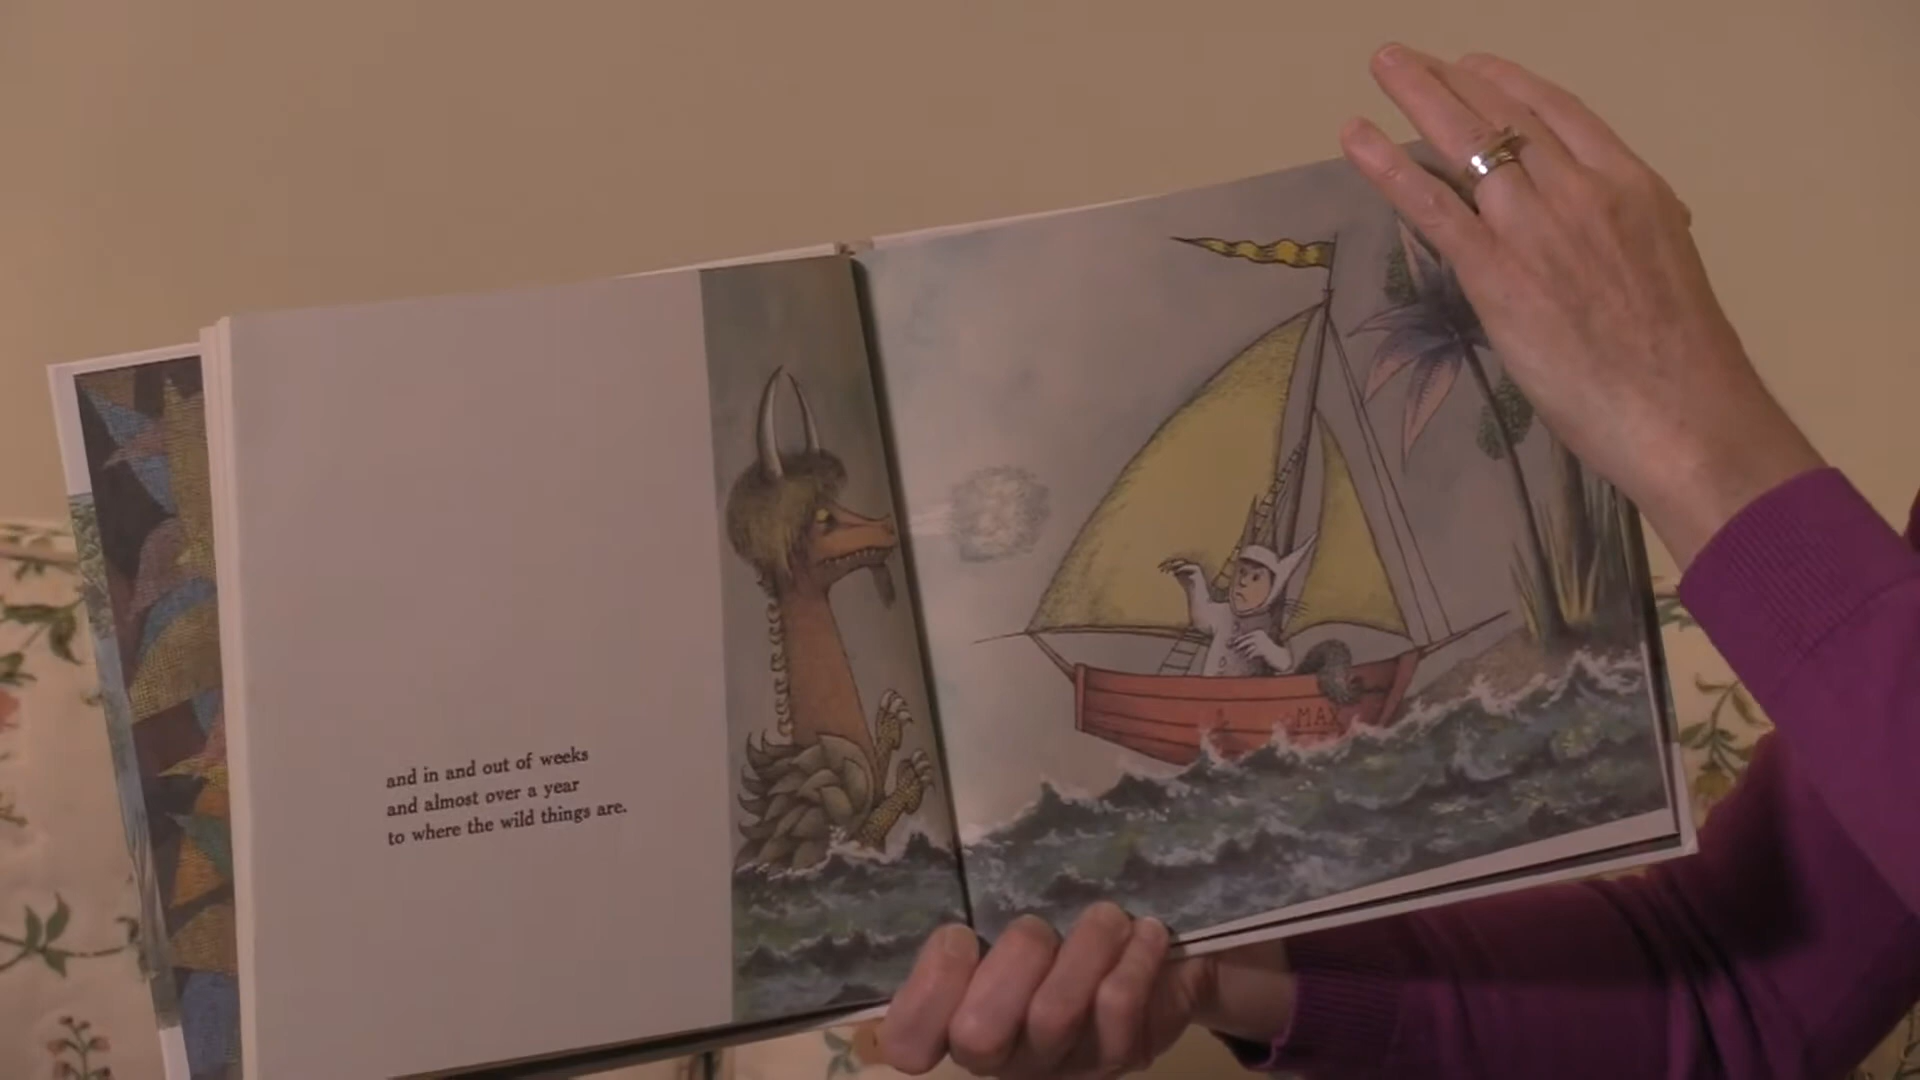 and in and out of weeks
and almost over a year
to where the wild things are.
MAX